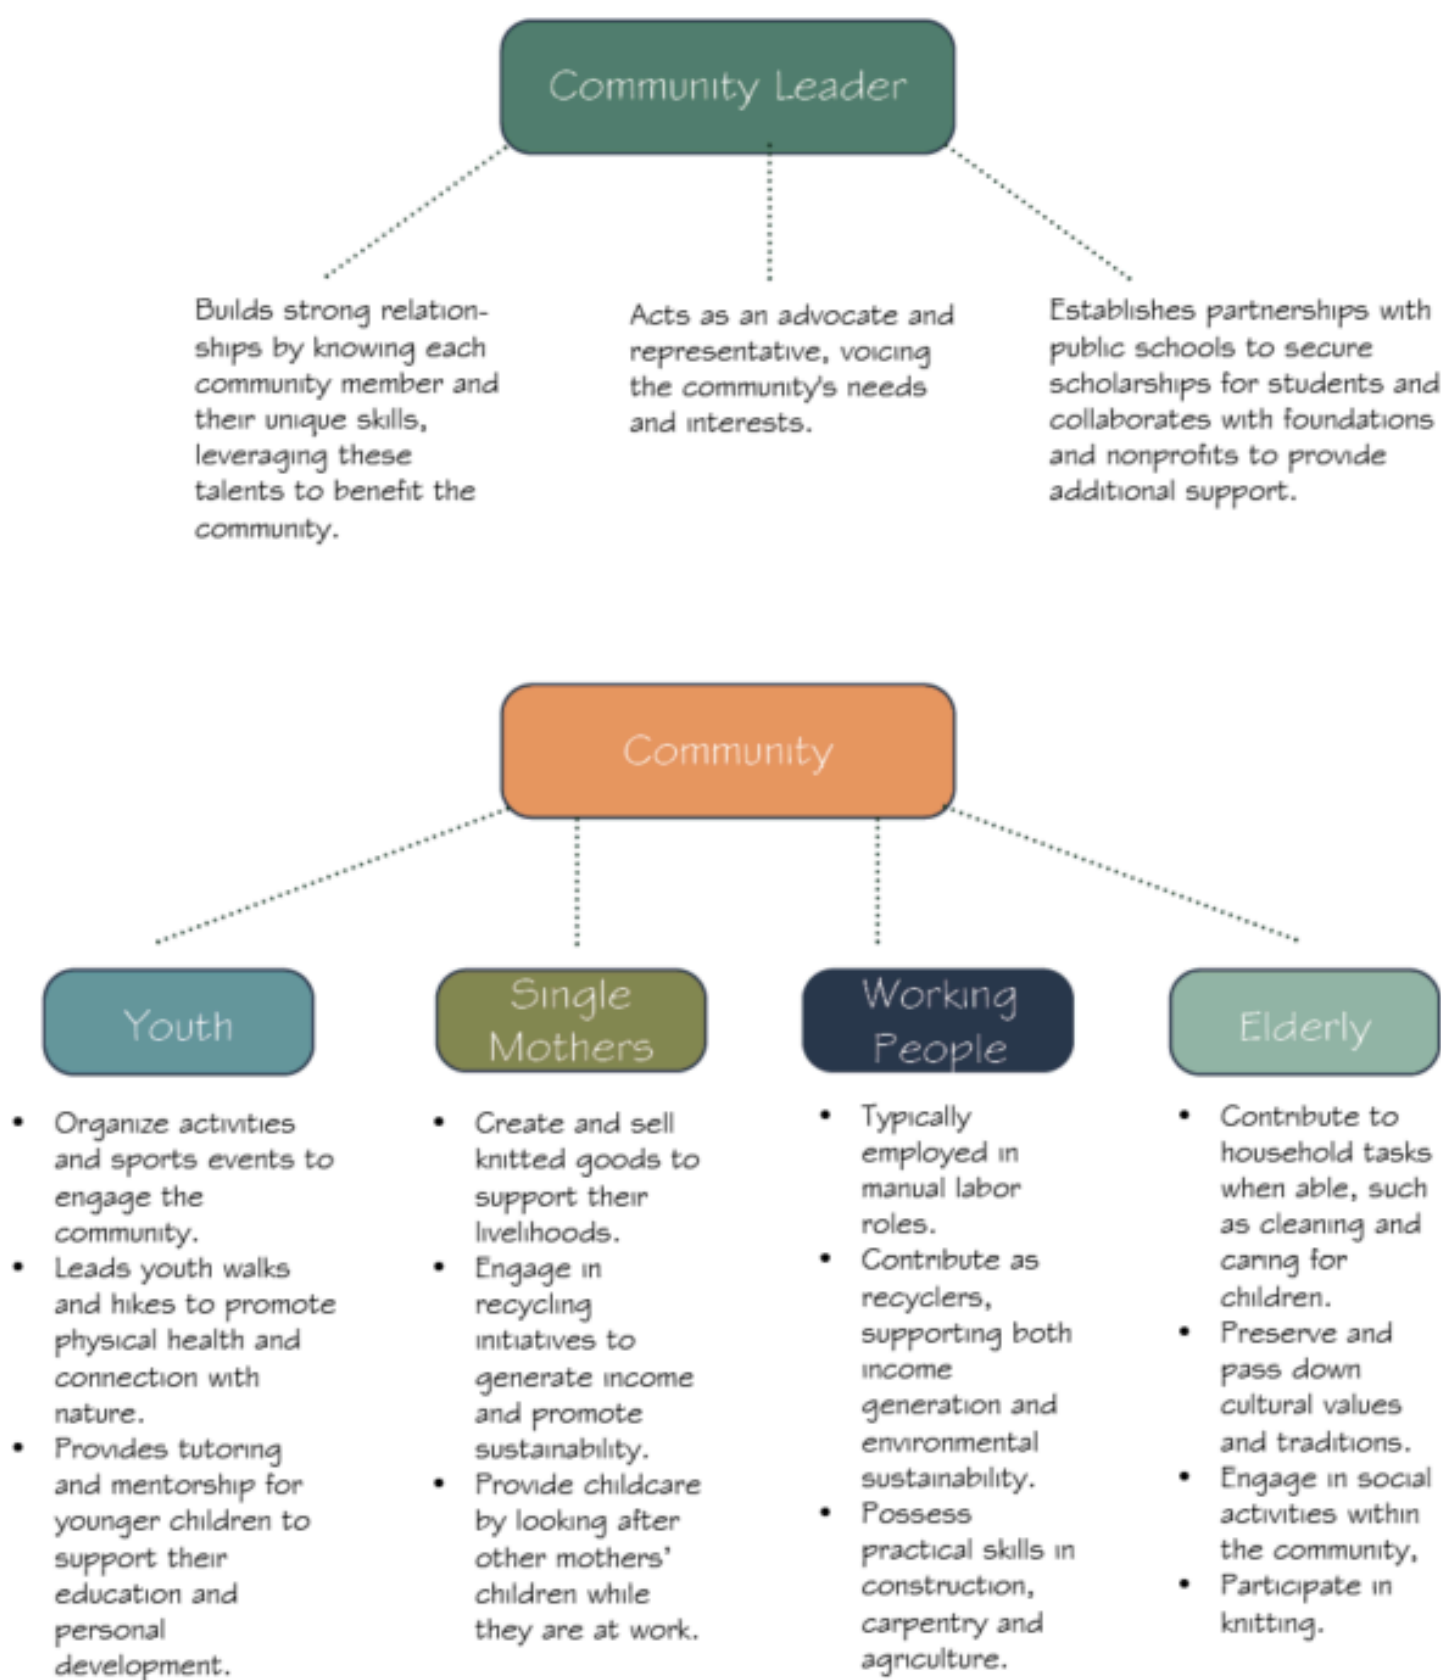 Community Leader
Builds strong relation-
ships by knowing each
community member and
their unique skills,
leveraging these
talents to benefit the
community.
Acts as an advocate and
representative, voicing
the community's needs
and interests.
Establishes partnerships with
public schools to secure
scholarships for students and
collaborates with foundations
and nonprofits to provide
additional support.
Community
Youth
• Organize activities
and sports events to
engage the
community.
• Leads youth walks
and hikes to promote
physical health and
connection with
nature.
• Provides tutoring
and mentorship for
younger children to
support their
education and
personal
development.
Single
Mothers
• Create and sell
knitted goods to
support their
livelihoods.
• Engage in
recycling
initiatives to
generate income
and promote
sustainability.
• Provide childcare
by looking after
other mothers'
children while
they are at work.
Working
People
• Typically
employed in
manual labor
roles.
• Contribute as
recyclers,
supporting both
income
generation and
environmental
sustainability.
• Possess
practical skills in
construction,
carpentry and
agriculture.
Elderly
• Contribute to
household tasks
when able, such
as cleaning and
caring for
children.
• Preserve and
pass down
cultural values
and traditions.
• Engage in social
activities within
the community,
• Participate in
knitting.